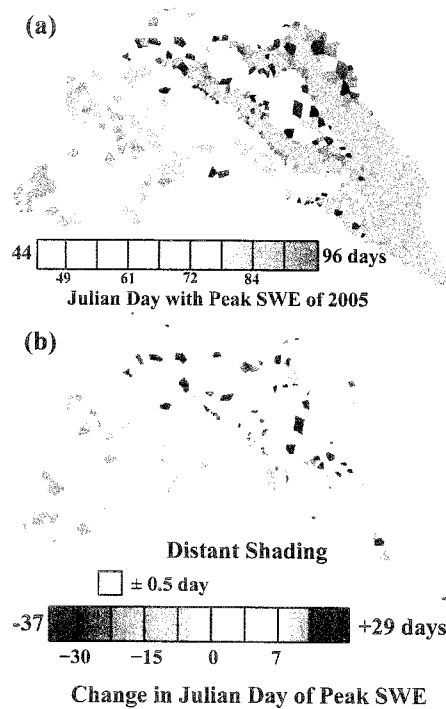 (a)
44 96 days
49 61 72 84
Julian Day with Peak SWE of 2005
(b)
Distant Shading
± 0.5 day
-37 +29 days
−30 −15 0 7
Change in Julian Day of Peak SWE